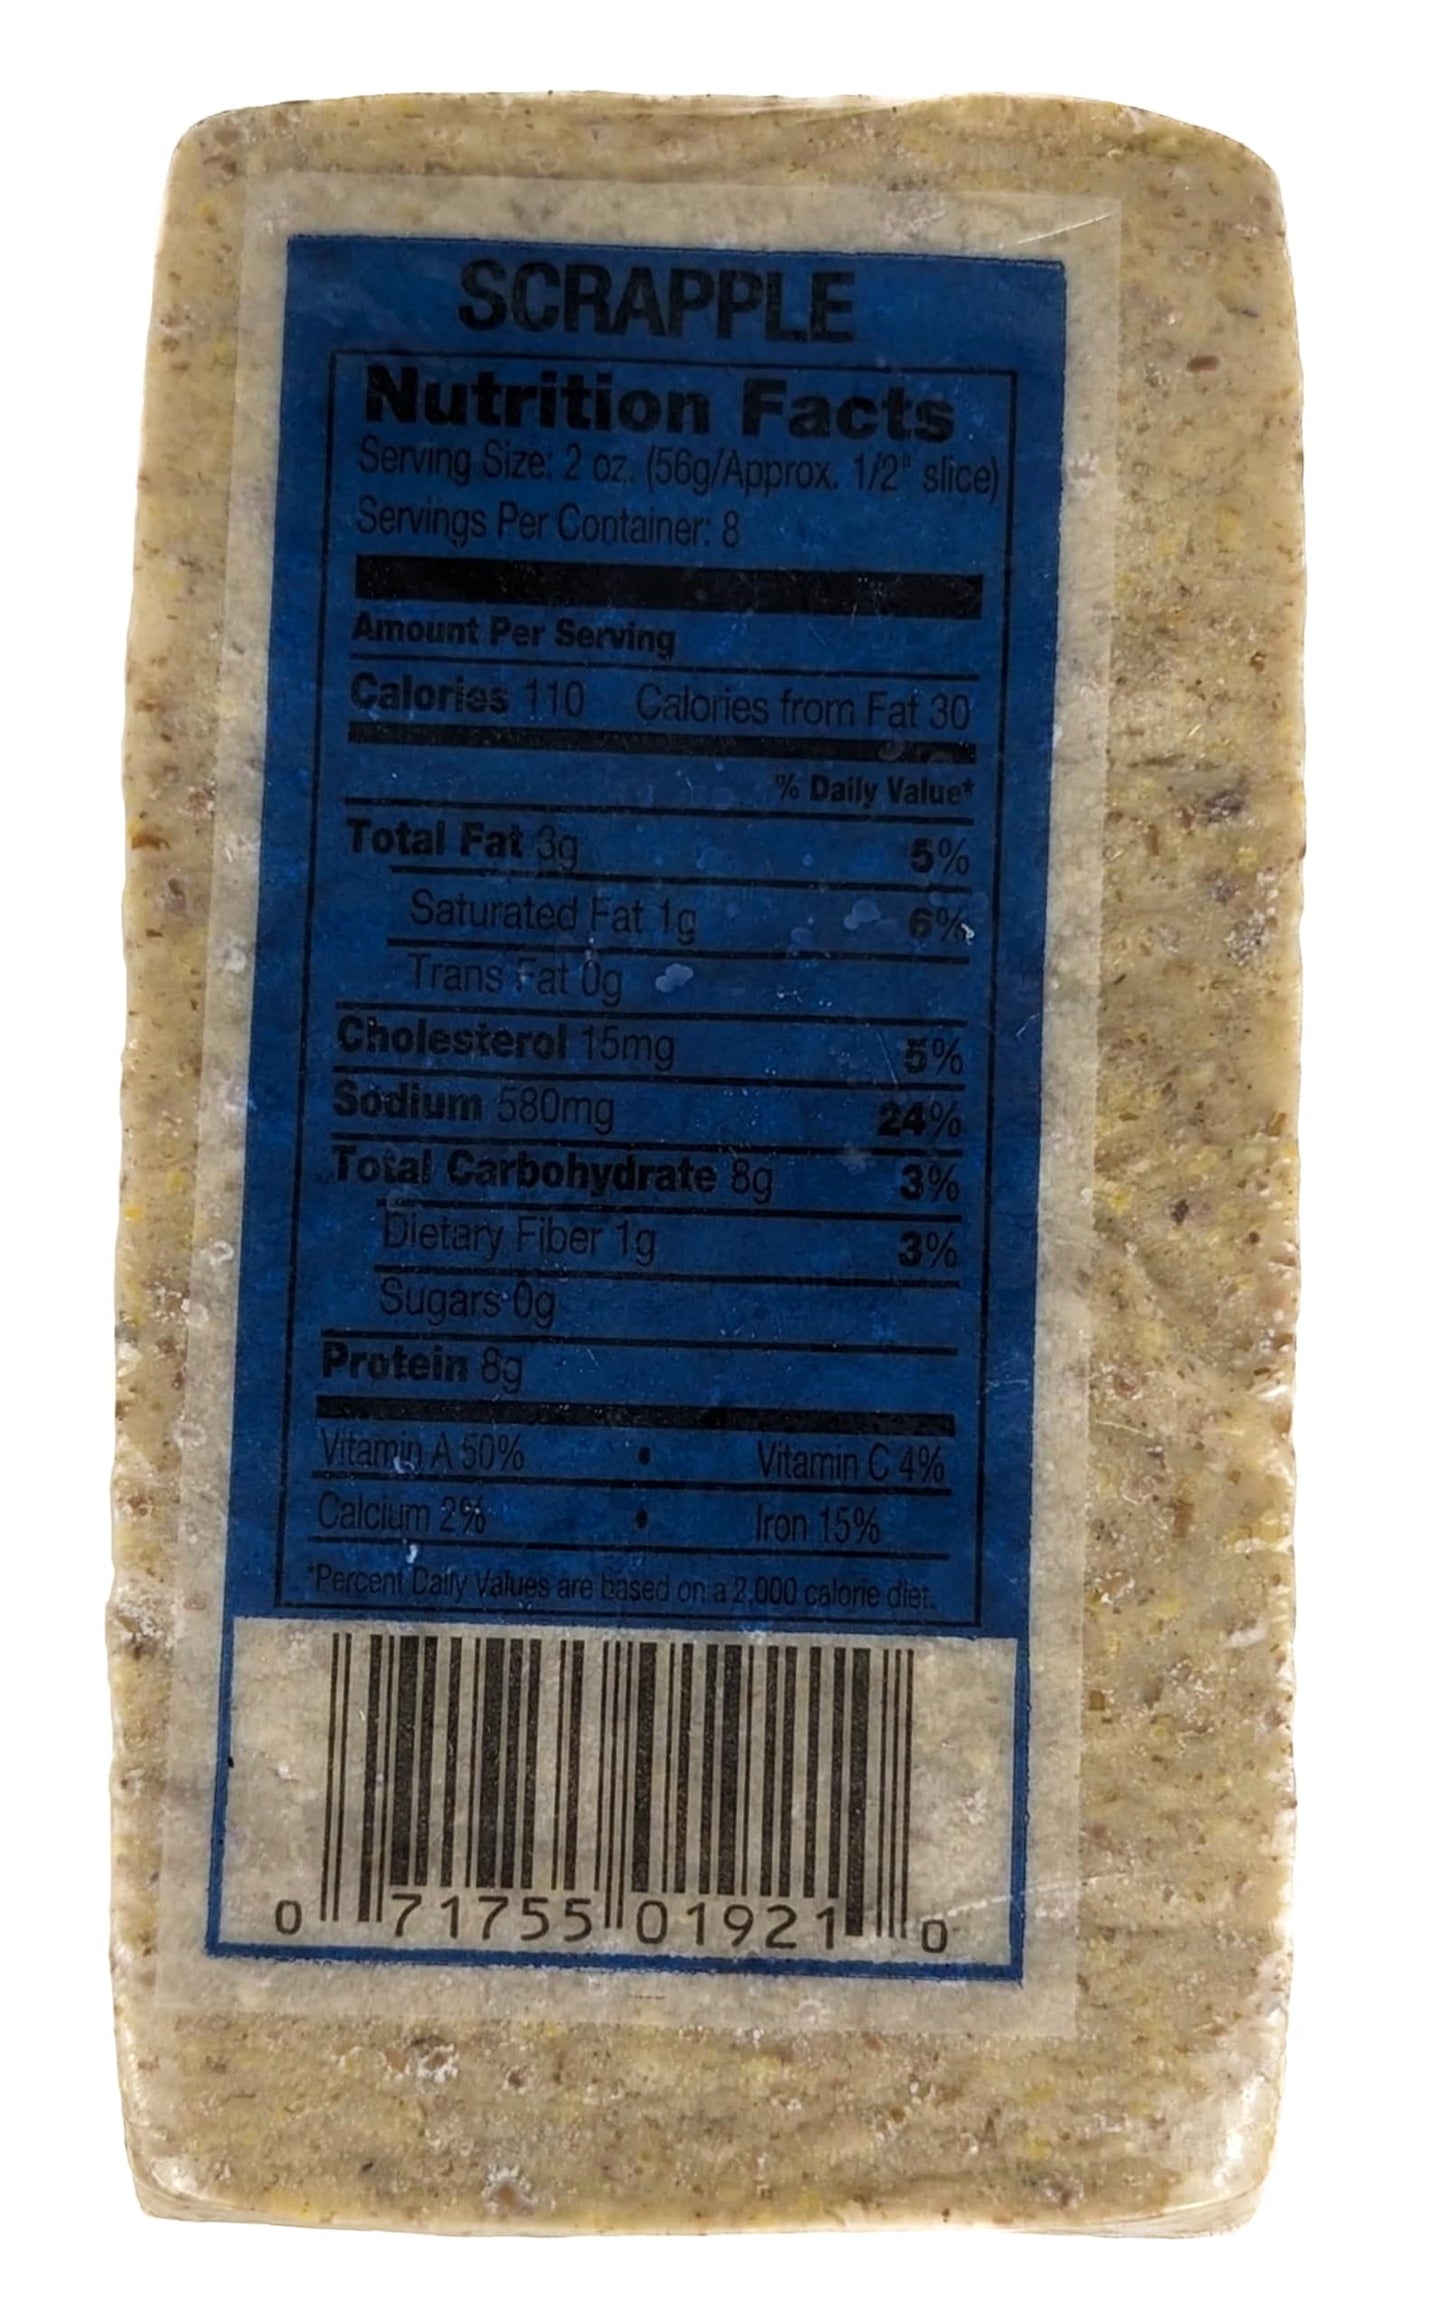 SCRAPPLE
Nutrition Facts
Serving Size: 2 oz. (56g/Approx. 1/2" slice)
Servings Per Container: 8
Amount Per Serving
Calories 110 Calories from Fat 30
% Daily Value*
Total Fat 3g 5%
Saturated Fat 1g 6%
Trans Fat 0g
Cholesterol 15mg 5%
Sodium 580mg 24%
Total Carbohydrate 8g 3%
Dietary Fiber 1g 3%
Sugars 0g
Protein 8g
Vitamin A 50% • Vitamin C 4%
Calcium 2% • Iron 15%
*Percent Daily Values are based on a 2,000 calorie diet.
0 71755 01921 0